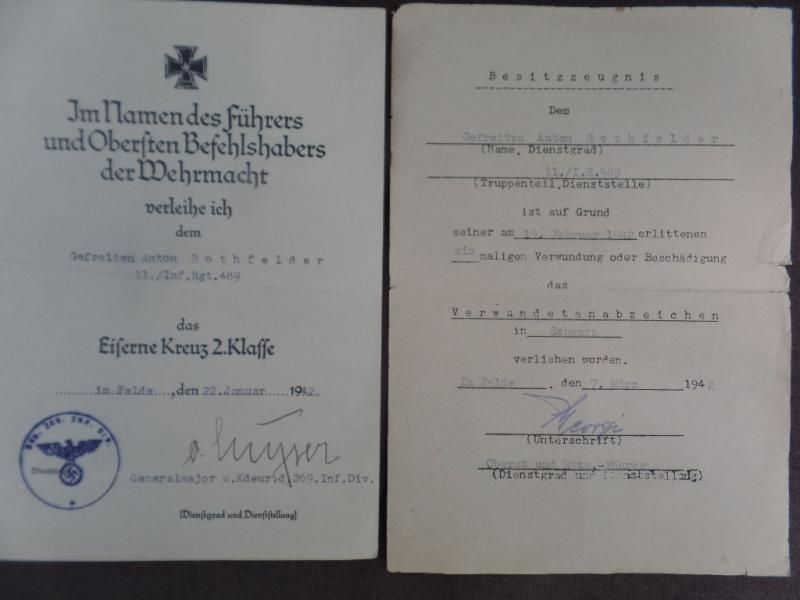 Im Namen des Führers
und Obersten Befehlshabers
der Wehrmacht
verleihe ich
dem
Gefreiten Anton Rothfelder
11./Inf.Rgt.489
das
Eiserne Kreuz 2.Klasse
im Felde, den 22. Januar 1942.
Generalmajor u.Kdeur.d.269.Inf.Div.
(Dienstgrad und Dienststellung)
Besitzzeugnis
Dem
Gefreiten Anton Rothfelder
(Name, Dienstgrad)
11./I.R.489
(Truppenteil, Dienststelle)
ist auf Grund
seiner am 19. Februar 1942 erlittenen
ein maligen Verwundung oder Beschädigung
das
Verwundetenabzeichen
in Schwarz
verliehen worden.
Im Felde, den 7. März 1942
Georgi
(Unterschrift)
Oberst und Rgts.-Führer
(Dienstgrad und Dienststellung)